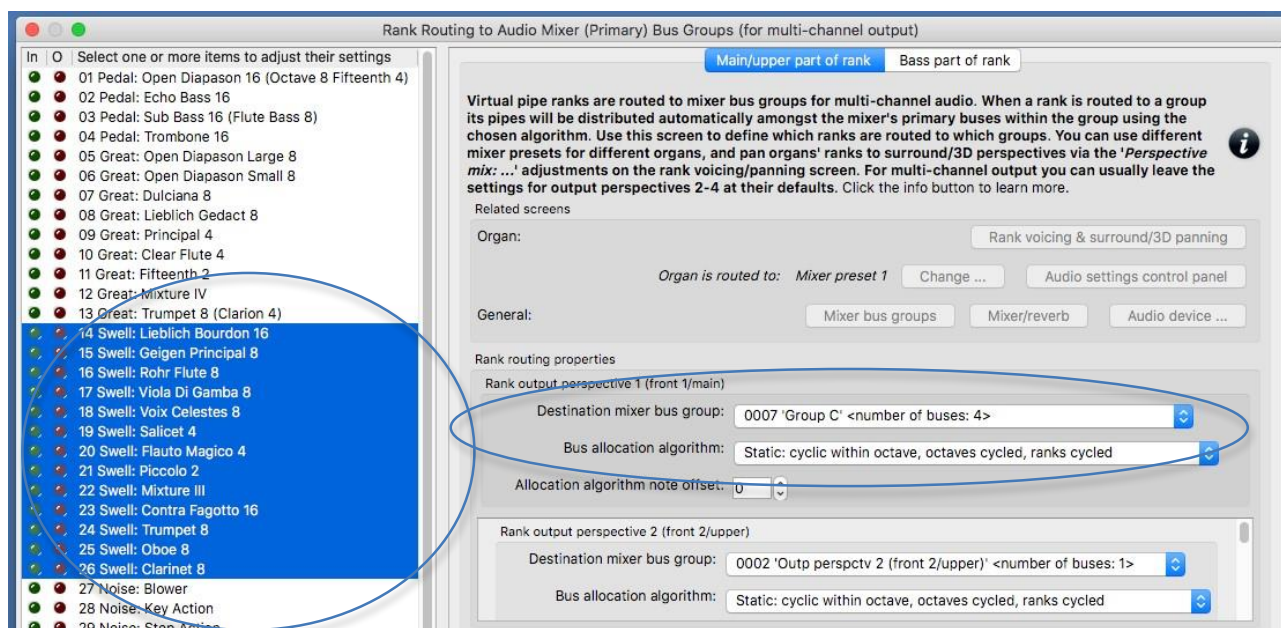 Rank Routing to Audio Mixer (Primary) Bus Groups (for multi-channel output)
In O Select one or more items to adjust their settings
01 Pedal: Open Diapason 16 (Octave 8 Fifteenth 4)
02 Pedal: Echo Bass 16
03 Pedal: Sub Bass 16 (Flute Bass 8)
04 Pedal: Trombone 16
05 Great: Open Diapason Large 8
06 Great: Open Diapason Small 8
07 Great: Dulciana 8
08 Great: Lieblich Gedact 8
09 Great: Principal 4
10 Great: Clear Flute 4
11 Great: Fifteenth 2
12 Great: Mixture IV
13 Great: Trumpet 8 (Clarion 4)
14 Swell: Lieblich Bourdon 16
15 Swell: Geigen Principal 8
16 Swell: Rohr Flute 8
17 Swell: Viola Di Gamba 8
18 Swell: Voix Celestes 8
19 Swell: Salicet 4
20 Swell: Flauto Magico 4
21 Swell: Piccolo 2
22 Swell: Mixture III
23 Swell: Contra Fagotto 16
24 Swell: Trumpet 8
25 Swell: Oboe 8
26 Swell: Clarinet 8
27 Noise: Blower
28 Noise: Key Action
29 Noise: Stop Action
Main/upper part of rank Bass part of rank
Virtual pipe ranks are routed to mixer bus groups for multi-channel audio. When a rank is routed to a group
its pipes will be distributed automatically amongst the mixer's primary buses within the group using the
chosen algorithm. Use this screen to define which ranks are routed to which groups. You can use different
mixer presets for different organs, and pan organs' ranks to surround/3D perspectives via the 'Perspective
mix: ...' adjustments on the rank voicing/panning screen. For multi-channel output you can usually leave the
settings for output perspectives 2-4 at their defaults. Click the info button to learn more.
i
Related screens
Organ: Rank voicing & surround/3D panning
Organ is routed to: Mixer preset 1 Change ... Audio settings control panel
General: Mixer bus groups Mixer/reverb Audio device ...
Rank routing properties
Rank output perspective 1 (front 1/main)
Destination mixer bus group: 0007 'Group C' <number of buses: 4>
Bus allocation algorithm: Static: cyclic within octave, octaves cycled, ranks cycled
Allocation algorithm note offset: 0
Rank output perspective 2 (front 2/upper)
Destination mixer bus group: 0002 'Outp perspctv 2 (front 2/upper)' <number of buses: 1>
Bus allocation algorithm: Static: cyclic within octave, octaves cycled, ranks cycled